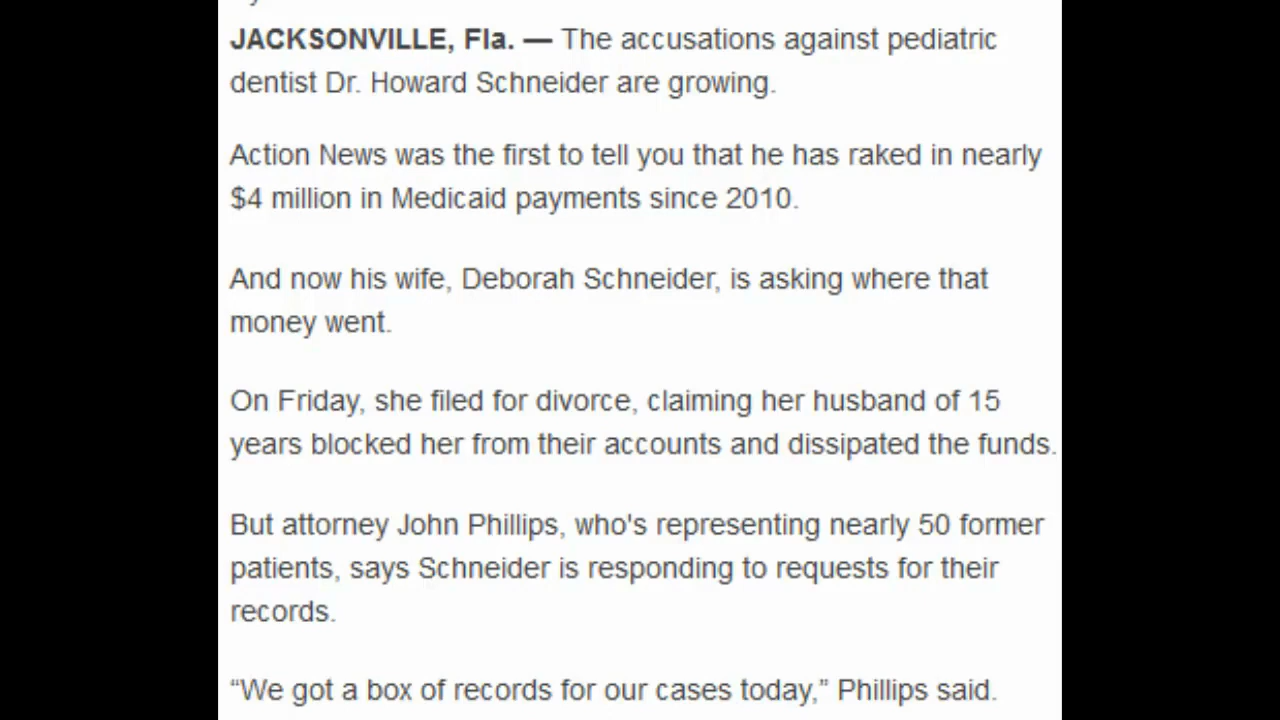 JACKSONVILLE, Fla. — The accusations against pediatric
dentist Dr. Howard Schneider are growing.
Action News was the first to tell you that he has raked in nearly
$4 million in Medicaid payments since 2010.
And now his wife, Deborah Schneider, is asking where that
money went.
On Friday, she filed for divorce, claiming her husband of 15
years blocked her from their accounts and dissipated the funds.
But attorney John Phillips, who's representing nearly 50 former
patients, says Schneider is responding to requests for their
records.
“We got a box of records for our cases today,” Phillips said.